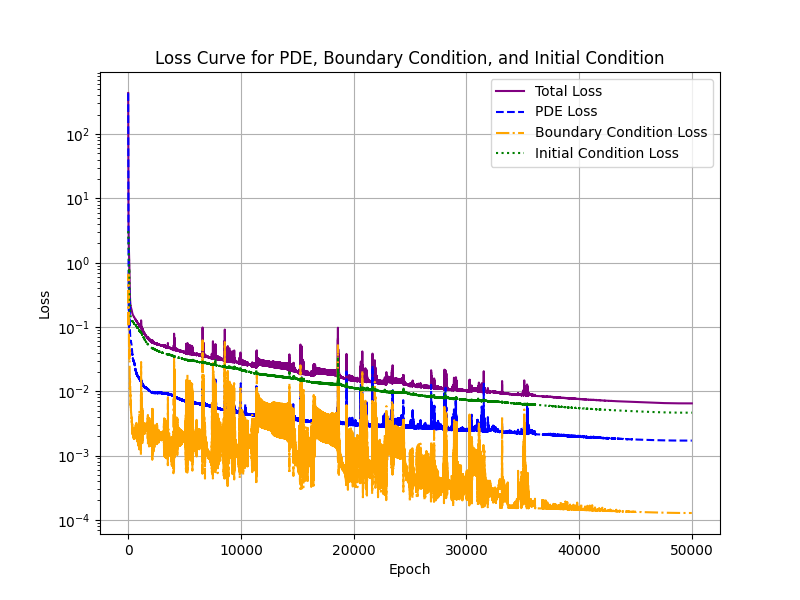 Loss Curve for PDE, Boundary Condition, and Initial Condition
Total Loss
PDE Loss
Boundary Condition Loss
Initial Condition Loss
Loss
10²
10¹
10⁰
10⁻¹
10⁻²
10⁻³
10⁻⁴
0 10000 20000 30000 40000 50000
Epoch